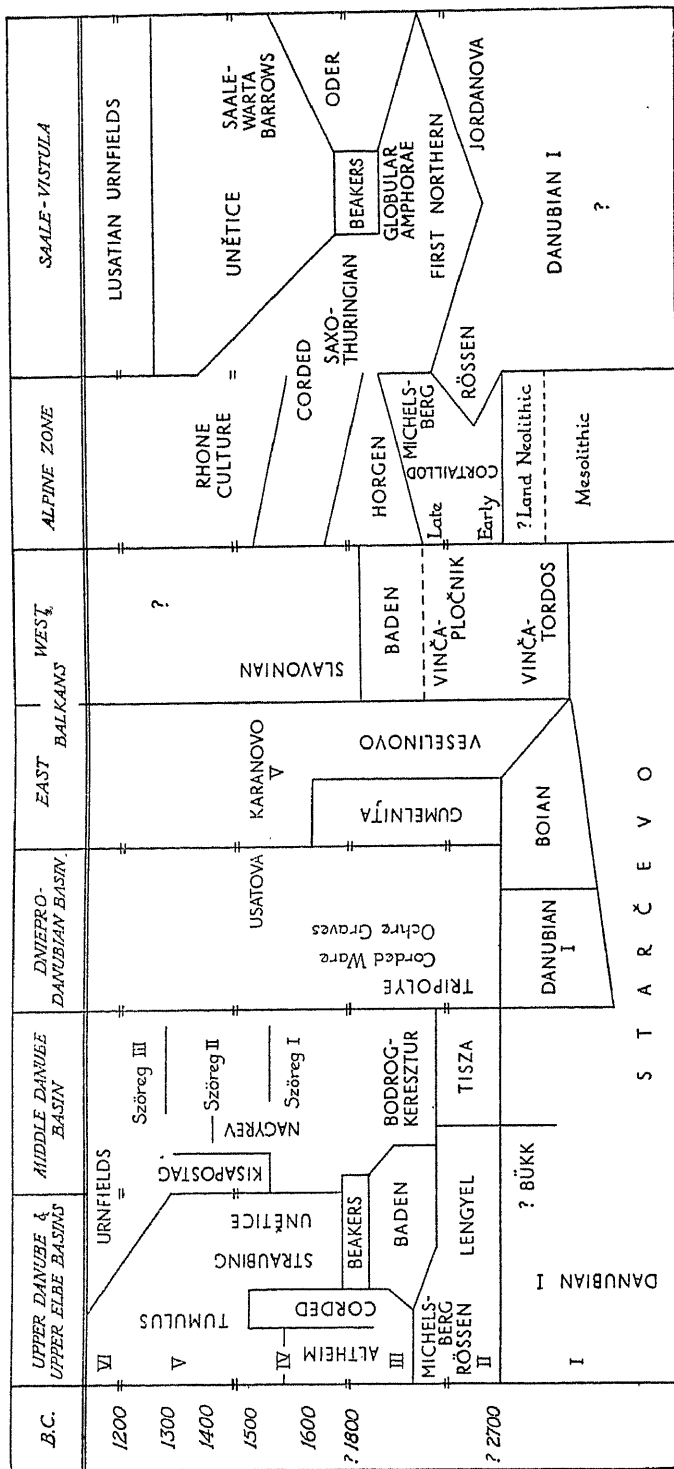 B.C.
UPPER DANUBE &
UPPER ELBE BASINS
MIDDLE DANUBE
BASIN
DNIEPRO-
DANUBIAN BASIN.
EAST
WEST
BALKANS
ALPINE ZONE
SAALE-VISTULA
1200
1300
1400
1500
1600
? 1800
? 2700
VI
V
IV
III
II
I
URNFIELDS
TUMULUS
STRAUBING
UNĚTICE
ALTHEIM
CORDED
BEAKERS
BADEN
MICHELS-
BERG
RÖSSEN
LENGYEL
DANUBIAN I
? BÜKK
KISAPOSTAG
NAGYREV
Szöreg III
Szöreg II
Szöreg I
BODROG-
KERESZTUR
TISZA
USATOVA
Ochre Graves
Corded Ware
TRIPOLYE
DANUBIAN
I
KARANOVO
V
GUMELNIȚA
VESELINOVO
BOIAN
STARČEVO
?
SLAVONIAN
BADEN
VINČA-
PLOČNIK
VINČA-
TORDOS
RHONE
CULTURE
HORGEN
MICHELSBERG
CORTAILLOD
Late
Early
? Land Neolithic
Mesolithic
LUSATIAN URNFIELDS
UNĚTICE
SAALE-
WARTA
BARROWS
ODER
CORDED
SAXO-
THURINGIAN
BEAKERS
GLOBULAR
AMPHORAE
FIRST NORTHERN
RÖSSEN
JORDANOVA
DANUBIAN I
?